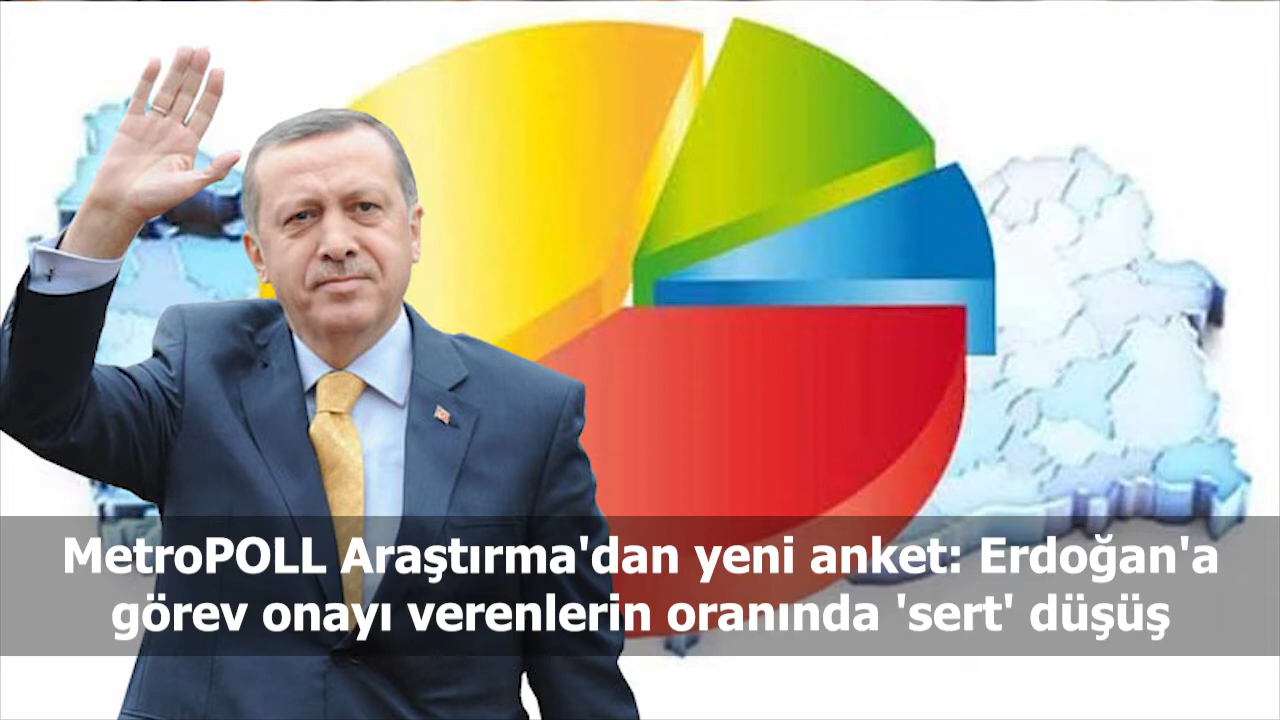 MetroPOLL Araştırma'dan yeni anket: Erdoğan'a
görev onayı verenlerin oranında 'sert' düşüş